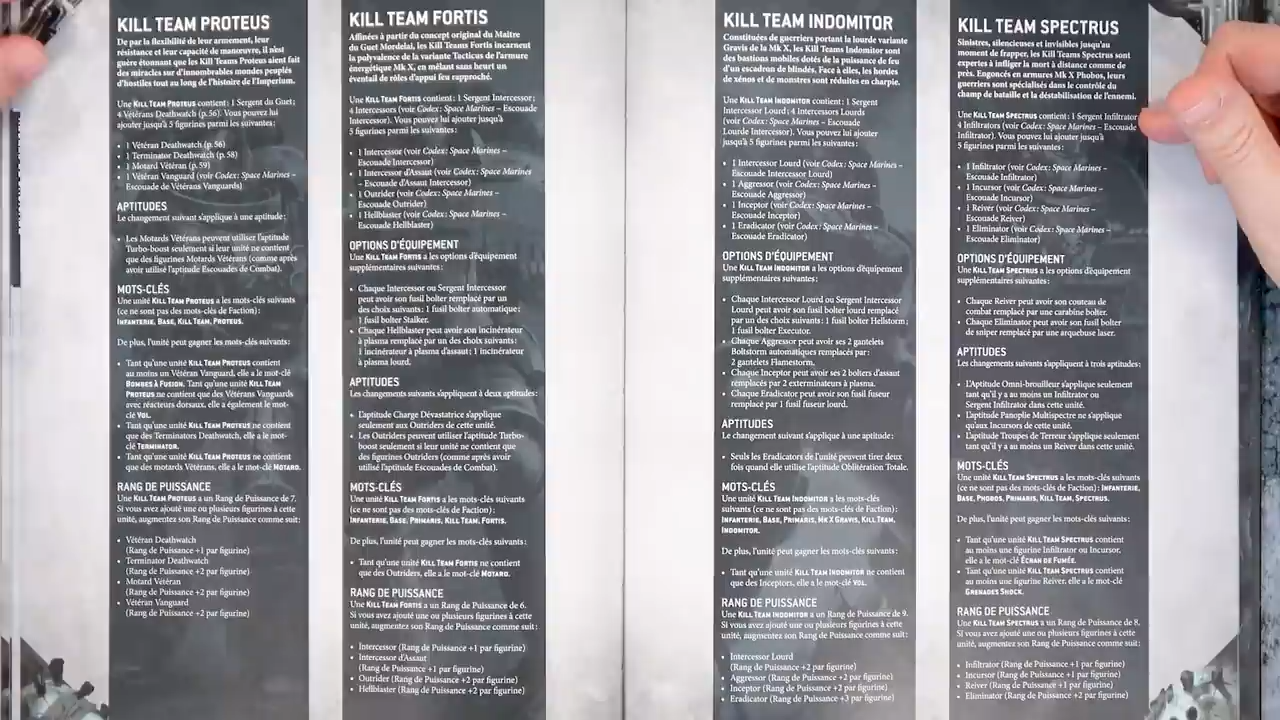 KILL TEAM PROTEUS
De par la flexibilité de leur armement, leur
résistance et leur capacité de manœuvre, il n'est
guère étonnant que les Kill Teams Proteus aient fait
des miracles sur d'innombrables mondes peuplés
d'hostiles tout au long de l'histoire de l'Imperium.
Une KILL TEAM PROTEUS contient : 1 Sergent du Guet;
4 Vétérans Deathwatch (p.56). Vous pouvez lui
ajouter jusqu'à 5 figurines parmi les suivantes :
• 1 Vétéran Deathwatch (p.56)
• 1 Terminator Deathwatch (p.58)
• 1 Motard Vétéran (p.59)
• 1 Vétéran Vanguard (voir Codex: Space Marines –
Escouade de Vétérans Vanguards)
APTITUDES
Le changement suivant s'applique à une aptitude :
• Les Motards Vétérans peuvent utiliser l'aptitude
Turbo-boost seulement si leur unité ne contient
que des figurines Motards Vétérans (comme après
avoir utilisé l'aptitude Escouades de Combat).
MOTS-CLÉS
Une unité KILL TEAM PROTEUS a les mots-clés suivants
(ce ne sont pas des mots-clés de Faction) :
INFANTERIE, BASE, KILL TEAM, PROTEUS.
De plus, l'unité peut gagner les mots-clés suivants :
• Tant qu'une unité KILL TEAM PROTEUS contient
au moins un Vétéran Vanguard, elle a le mot-clé
BOMBES À FUSION. Tant qu'une unité KILL TEAM
PROTEUS ne contient que des Vétérans Vanguards
avec réacteurs dorsaux, elle a également le mot-
clé VOL.
• Tant qu'une unité KILL TEAM PROTEUS ne contient
que des Terminators Deathwatch, elle a le mot-
clé TERMINATOR.
• Tant qu'une unité KILL TEAM PROTEUS ne contient
que des motards Vétérans, elle a le mot-clé MOTARD.
RANG DE PUISSANCE
Une KILL TEAM PROTEUS a un Rang de Puissance de 7.
Si vous avez ajouté une ou plusieurs figurines à cette
unité, augmentez son Rang de Puissance comme suit :
• Vétéran Deathwatch
(Rang de Puissance +1 par figurine)
• Terminator Deathwatch
(Rang de Puissance +2 par figurine)
• Motard Vétéran
(Rang de Puissance +2 par figurine)
• Vétéran Vanguard
(Rang de Puissance +2 par figurine)
KILL TEAM FORTIS
Affinées à partir du concept original du Maître
du Guet Mordelai, les Kill Teams Fortis incarnent
la polyvalence de la variante Tacticus de l'armure
énergétique Mk X, en mêlant sans heurt un
éventail de rôles d'appui feu rapproché.
Une KILL TEAM FORTIS contient : 1 Sergent Intercessor;
4 Intercessors (voir Codex: Space Marines – Escouade
Intercessor). Vous pouvez lui ajouter jusqu'à
5 figurines parmi les suivantes :
• 1 Intercessor (voir Codex: Space Marines –
Escouade Intercessor)
• 1 Intercessor d'Assaut (voir Codex: Space Marines
– Escouade d'Assaut Intercessor)
• 1 Outrider (voir Codex: Space Marines –
Escouade Outrider)
• 1 Hellblaster (voir Codex: Space Marines –
Escouade Hellblaster)
OPTIONS D'ÉQUIPEMENT
Une KILL TEAM FORTIS a les options d'équipement
supplémentaires suivantes :
• Chaque Intercessor ou Sergent Intercessor
peut avoir son fusil bolter remplacé par un
des choix suivants : 1 fusil bolter automatique;
1 fusil bolter Stalker.
• Chaque Hellblaster peut avoir son incinérateur
à plasma remplacé par un des choix suivants :
1 incinérateur à plasma d'assaut; 1 incinérateur
à plasma lourd.
APTITUDES
Les changements suivants s'appliquent à deux aptitudes :
• L'aptitude Charge Dévastatrice s'applique
seulement aux Outriders de cette unité.
• Les Outriders peuvent utiliser l'aptitude Turbo-
boost seulement si leur unité ne contient que
des figurines Outriders (comme après avoir
utilisé l'aptitude Escouades de Combat).
MOTS-CLÉS
Une unité KILL TEAM FORTIS a les mots-clés suivants
(ce ne sont pas des mots-clés de Faction) :
INFANTERIE, BASE, PRIMARIS, KILL TEAM, FORTIS.
De plus, l'unité peut gagner les mots-clés suivants :
• Tant qu'une unité KILL TEAM FORTIS ne contient
que des Outriders, elle a le mot-clé MOTARD.
RANG DE PUISSANCE
Une KILL TEAM FORTIS a un Rang de Puissance de 6.
Si vous avez ajouté une ou plusieurs figurines à cette
unité, augmentez son Rang de Puissance comme suit :
• Intercessor (Rang de Puissance +1 par figurine)
• Intercesseur d'Assaut
(Rang de Puissance +1 par figurine)
• Outrider (Rang de Puissance +2 par figurine)
• Hellblaster (Rang de Puissance +2 par figurine)
KILL TEAM INDOMITOR
Constituées de guerriers portant la lourde variante
Gravis de la Mk X, les Kill Teams Indomitor sont
des bastions mobiles dotés de la puissance de feu
d'un escadron de blindés. Face à elles, les hordes
de xénos et de monstres sont réduites en charpie.
Une KILL TEAM INDOMITOR contient : 1 Sergent
Intercessor Lourd; 4 Intercessors Lourds
(voir Codex: Space Marines – Escouade
Lourde Intercessor). Vous pouvez lui ajouter
jusqu'à 5 figurines parmi les suivantes :
• 1 Intercessor Lourd (voir Codex: Space Marines –
Escouade Intercessor Lourd)
• 1 Aggressor (voir Codex: Space Marines –
Escouade Aggressor)
• 1 Inceptor (voir Codex: Space Marines –
Escouade Inceptor)
• 1 Eradicator (voir Codex: Space Marines –
Escouade Eradicator)
OPTIONS D'ÉQUIPEMENT
Une KILL TEAM INDOMITOR a les options d'équipement
supplémentaires suivantes :
• Chaque Intercessor Lourd ou Sergent Intercessor
Lourd peut avoir son fusil bolter lourd remplacé
par un des choix suivants : 1 fusil bolter Hellstorm;
1 fusil bolter Executor.
• Chaque Aggressor peut avoir ses 2 gantelets
Boltstorm automatiques remplacés par :
2 gantelets Flamestorm.
• Chaque Inceptor peut avoir ses 2 bolters d'assaut
remplacés par 2 exterminators à plasma.
• Chaque Eradicator peut avoir son fusil fuseur
remplacé par 1 fusil fuseur lourd.
APTITUDES
Le changement suivant s'applique à une aptitude :
• Seuls les Eradicators de l'unité peuvent tirer deux
fois quand elle utilise l'aptitude Oblitération Totale.
MOTS-CLÉS
Une unité KILL TEAM INDOMITOR a les mots-clés
suivants (ce ne sont pas des mots-clés de Faction) :
INFANTERIE, BASE, PRIMARIS, MK X GRAVIS, KILL TEAM,
INDOMITOR.
De plus, l'unité peut gagner les mots-clés suivants :
• Tant qu'une unité KILL TEAM INDOMITOR ne contient
que des Inceptors, elle a le mot-clé VOL.
RANG DE PUISSANCE
Une KILL TEAM INDOMITOR a un Rang de Puissance de 9.
Si vous avez ajouté une ou plusieurs figurines à cette
unité, augmentez son Rang de Puissance comme suit :
• Intercessor Lourd
(Rang de Puissance +2 par figurine)
• Aggressor (Rang de Puissance +2 par figurine)
• Inceptor (Rang de Puissance +2 par figurine)
• Eradicator (Rang de Puissance +3 par figurine)
KILL TEAM SPECTRUS
Sinistres, silencieuses et invisibles jusqu'au
moment de frapper, les Kill Teams Spectrus sont
expertes à infliger la mort à distance comme de
près. Engoncés en armures Mk X Phobos, leurs
guerriers sont spécialisés dans le contrôle du
champ de bataille et la déstabilisation de l'ennemi.
Une KILL TEAM SPECTRUS contient : 1 Sergent Infiltrator
4 Infiltrators (voir Codex: Space Marines – Escouade
Infiltrator). Vous pouvez lui ajouter jusqu'à
5 figurines parmi les suivantes :
• 1 Infiltrator (voir Codex: Space Marines –
Escouade Infiltrator)
• 1 Incursor (voir Codex: Space Marines –
Escouade Incursor)
• 1 Reiver (voir Codex: Space Marines –
Escouade Reiver)
• 1 Eliminator (voir Codex: Space Marines –
Escouade Eliminator)
OPTIONS D'ÉQUIPEMENT
Une KILL TEAM SPECTRUS a les options d'équipement
supplémentaires suivantes :
• Chaque Reiver peut avoir son couteau de
combat remplacé par une carabine bolter.
• Chaque Eliminator peut avoir son fusil bolter
de sniper remplacé par une arquebuse laser.
APTITUDES
Les changements suivants s'appliquent à trois aptitudes :
• L'Aptitude Omni-brouilleur s'applique seulement
tant qu'il y a au moins un Infiltrator ou
Sergent Infiltrator dans cette unité.
• L'aptitude Panoplie Multispectre ne s'applique
qu'aux Incursors de cette unité.
• L'aptitude Troupes de Terreur s'applique seulement
tant qu'il y a au moins un Reiver dans cette unité.
MOTS-CLÉS
Une unité KILL TEAM SPECTRUS a les mots-clés suivants
(ce ne sont pas des mots-clés de Faction) : INFANTERIE,
BASE, PHOBOS, PRIMARIS, KILL TEAM, SPECTRUS.
De plus, l'unité peut gagner les mots-clés suivants :
• Tant qu'une unité KILL TEAM SPECTRUS contient
au moins une figurine Infiltrator ou Incursor,
elle a le mot-clé ÉCRAN DE FUMÉE.
• Tant qu'une unité KILL TEAM SPECTRUS contient
au moins une figurine Reiver, elle a le mot-clé
GRENADES SHOCK.
RANG DE PUISSANCE
Une KILL TEAM SPECTRUS a un Rang de Puissance de 8.
Si vous avez ajouté une ou plusieurs figurines à cette
unité, augmentez son Rang de Puissance comme suit :
• Infiltrator (Rang de Puissance +1 par figurine)
• Incursor (Rang de Puissance +1 par figurine)
• Reiver (Rang de Puissance +1 par figurine)
• Eliminator (Rang de Puissance +2 par figurine)